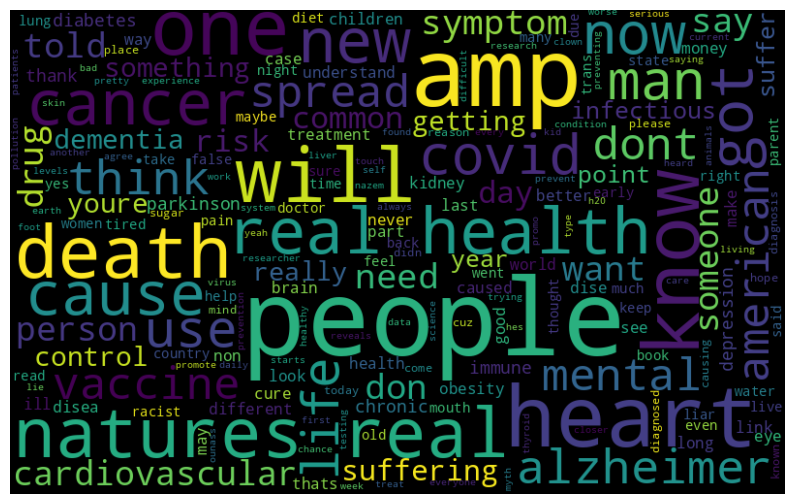 lung diabetes
diet children
symptom
now
say
told
way
one
new
many due
money
state
suffer
place
worse
serious
research clown
current
saying
something
case
night understand
trans
preventing
patients
bad
thank
spread
amp
man
cancer
pretty experience
difficult
skin
maybe
common
getting
infectious
got
drug
dementia
risk
treatment
found
reason every kid
condition please
parent
pollution
another
agree take false
liver
touch self
covid
dont
heard
animals
levels
yes
work
sure
nazem
time
kidney
day
better early
prevent
right
think
will
point
diagnosis
youre
parkinson
system
always
last
h2o
make
earth
women
sugar
pain
doctor
never
part
type
know
american
foot
tired
yeah
back
didn
promo
someone
death
real health
year
researcher
feel
went
world
want
living
virus
help
really
need
caused
dise much
care
hope
cause
mind
brain
trying
thought
keep
see
depression
said
person
use
people
prevention
healthy
data
science
cuz
hes
good
book
causing
water
control
country non
reveals
health
immune
mental
vaccine
life
starts
look
come
read
promote daily
don
obesity
lie
cure
today
chronic mouth
liar
live
ill
disea
different
heart
diagnosed
link
even
eye
racist
first
old
thyroid
closer
long
natures
real
may
ounass
testing
chance
alzheimer
known
cardiovascular
thats
week
suffering
treat everyone
myth